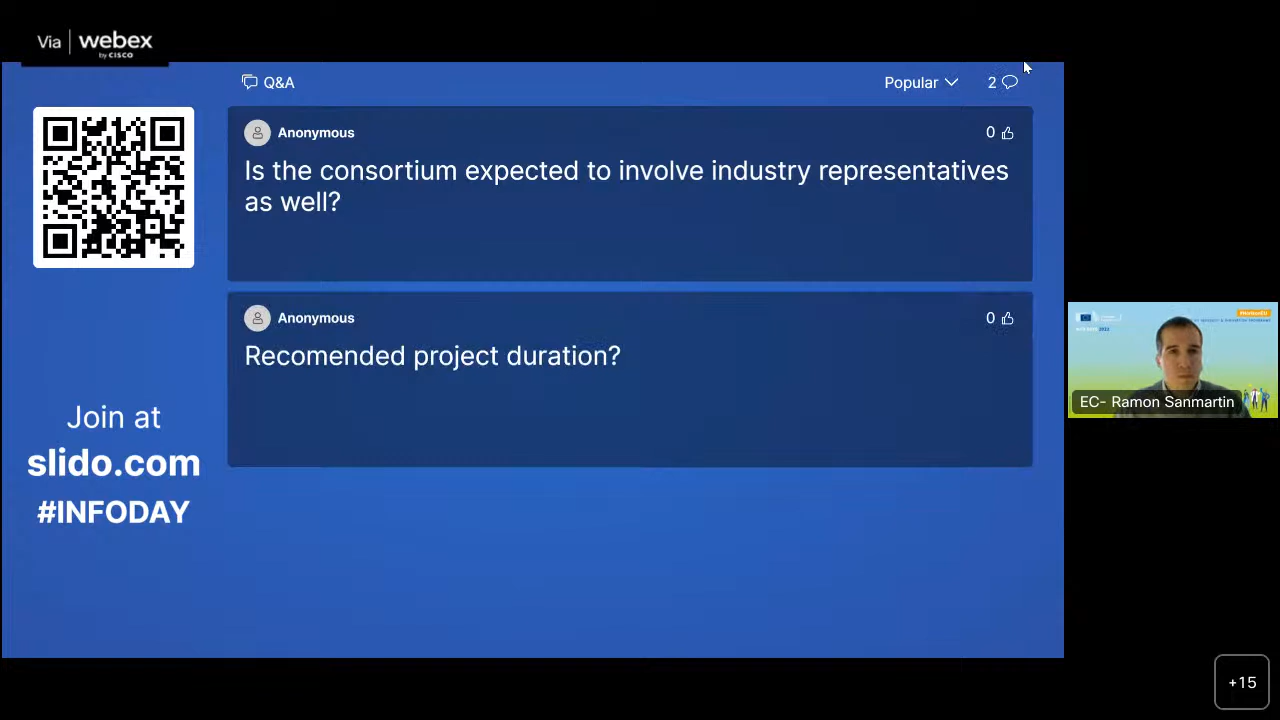 Via webex
by CISCO
Q&A
Popular
2
Anonymous
0
Is the consortium expected to involve industry representatives
as well?
Anonymous
0
Recomended project duration?
Join at
slido.com
#INFODAY
EC- Ramon Sanmartin
+15